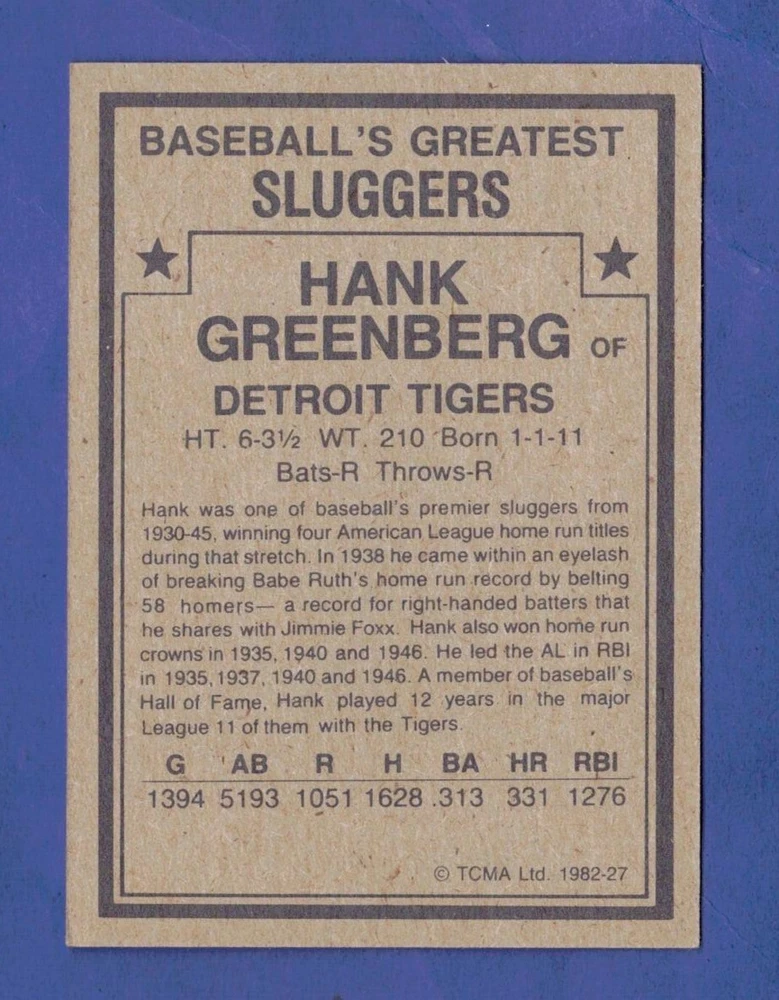 BASEBALL'S GREATEST
SLUGGERS
HANK
GREENBERG OF
DETROIT TIGERS
HT. 6-3½ WT. 210 Born 1-1-11
Bats-R Throws-R
Hank was one of baseball's premier sluggers from
1930-45, winning four American League home run titles
during that stretch. In 1938 he came within an eyelash
of breaking Babe Ruth's home run record by belting
58 homers— a record for right-handed batters that
he shares with Jimmie Foxx. Hank also won home run
crowns in 1935, 1940 and 1946. He led the AL in RBI
in 1935, 1937, 1940 and 1946. A member of baseball's
Hall of Fame, Hank played 12 years in the major
League 11 of them with the Tigers.
G AB R H BA HR RBI
1394 5193 1051 1628 .313 331 1276
© TCMA Ltd. 1982-27